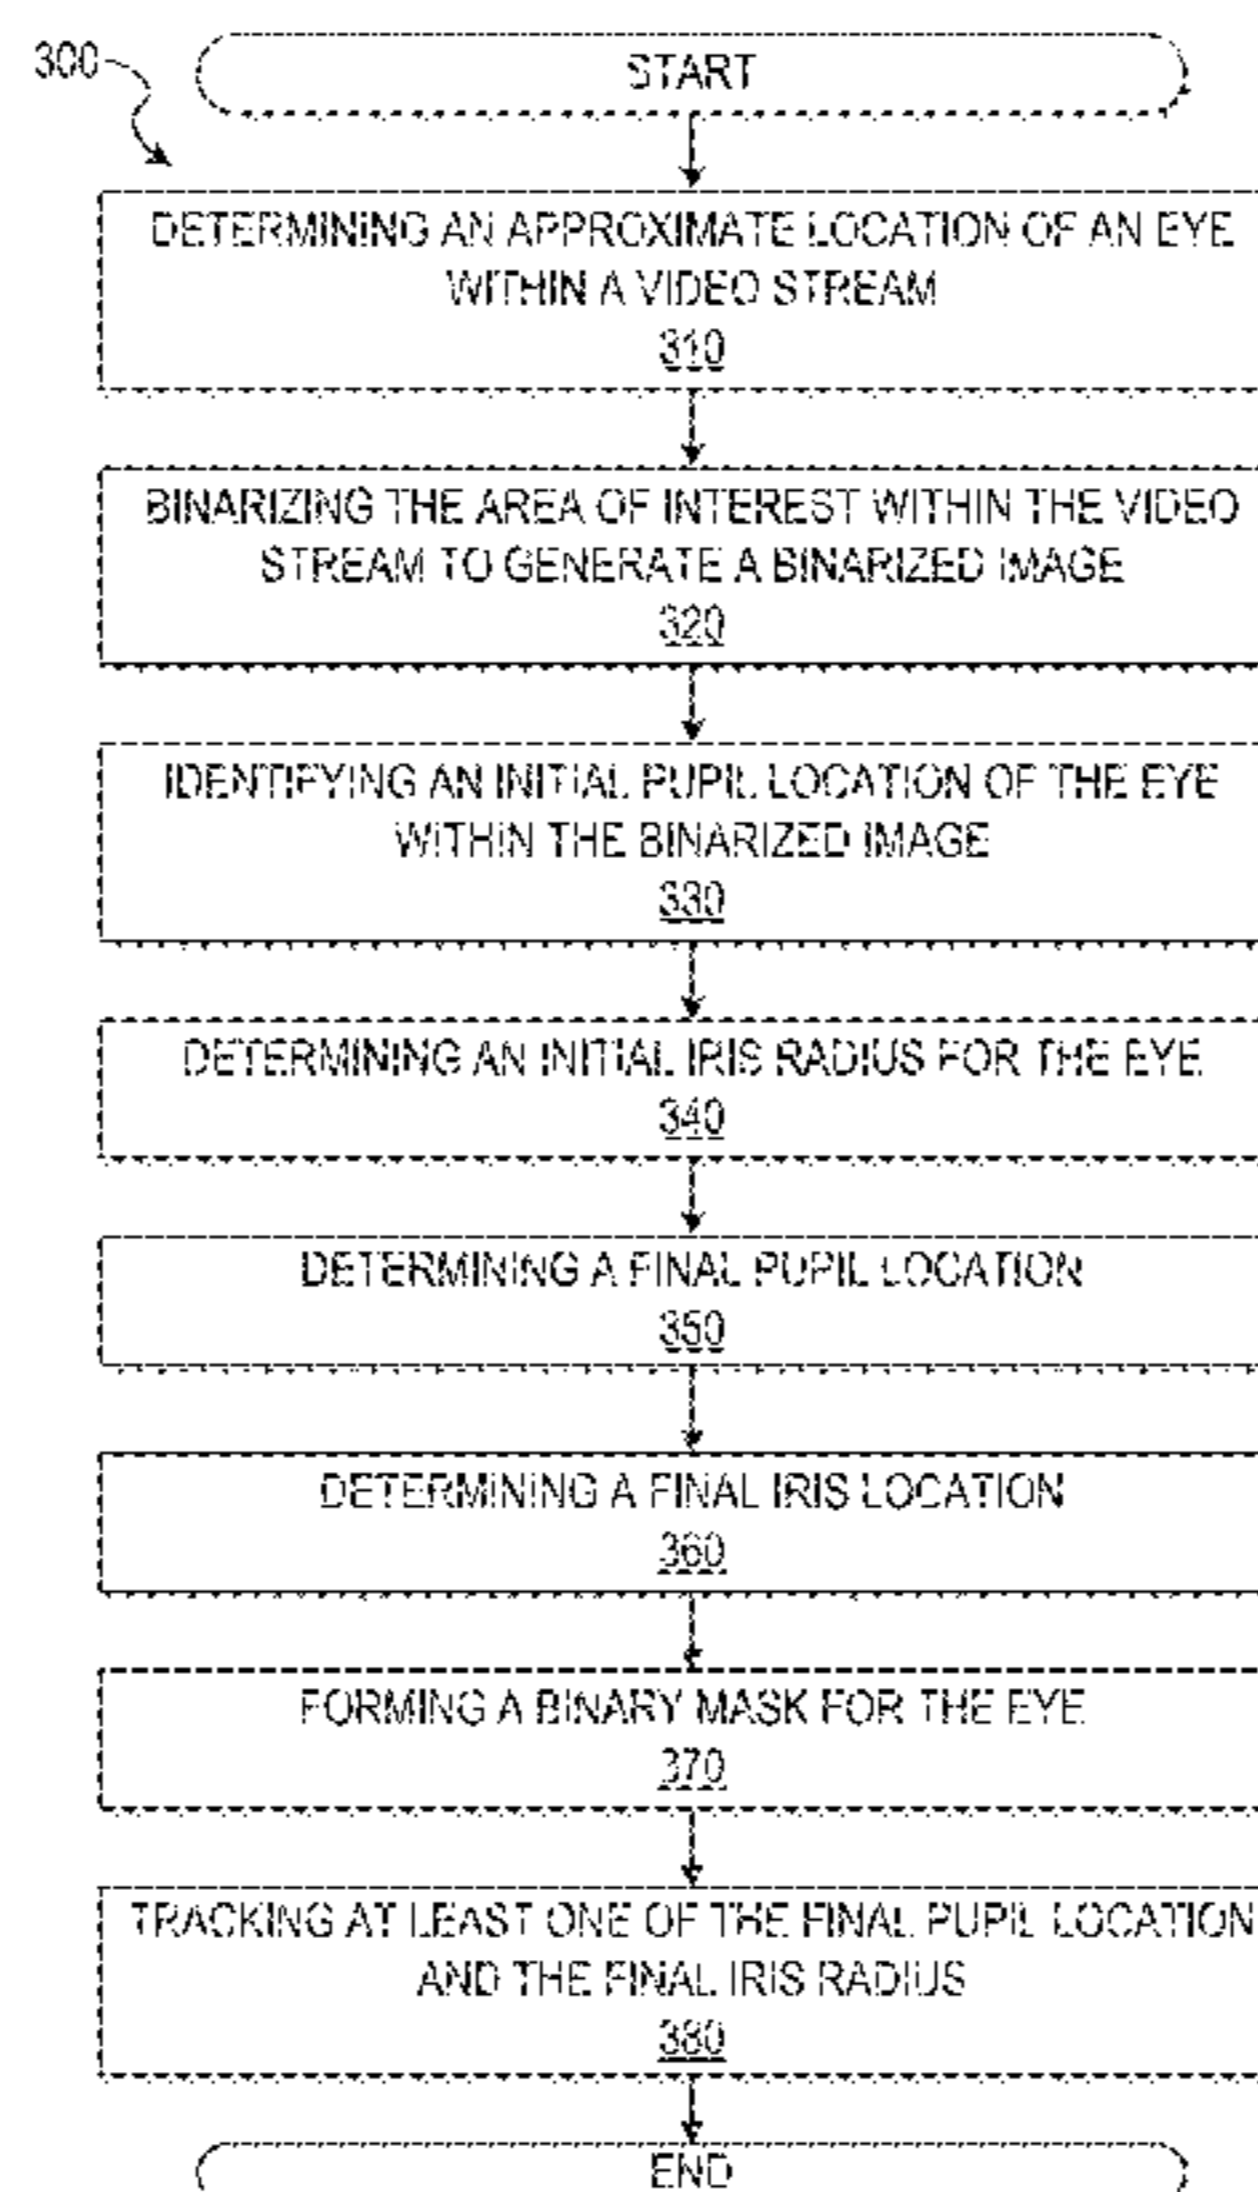 300
START
DETERMINING AN APPROXIMATE LOCATION OF AN EYE
WITHIN A VIDEO STREAM
310
BINARIZING THE AREA OF INTEREST WITHIN THE VIDEO
STREAM TO GENERATE A BINARIZED IMAGE
320
IDENTIFYING AN INITIAL PUPIL LOCATION OF THE EYE
WITHIN THE BINARIZED IMAGE
330
DETERMINING AN INITIAL IRIS RADIUS FOR THE EYE
340
DETERMINING A FINAL PUPIL LOCATION
350
DETERMINING A FINAL IRIS LOCATION
360
FORMING A BINARY MASK FOR THE EYE
370
TRACKING AT LEAST ONE OF THE FINAL PUPIL LOCATION
AND THE FINAL IRIS RADIUS
380
END